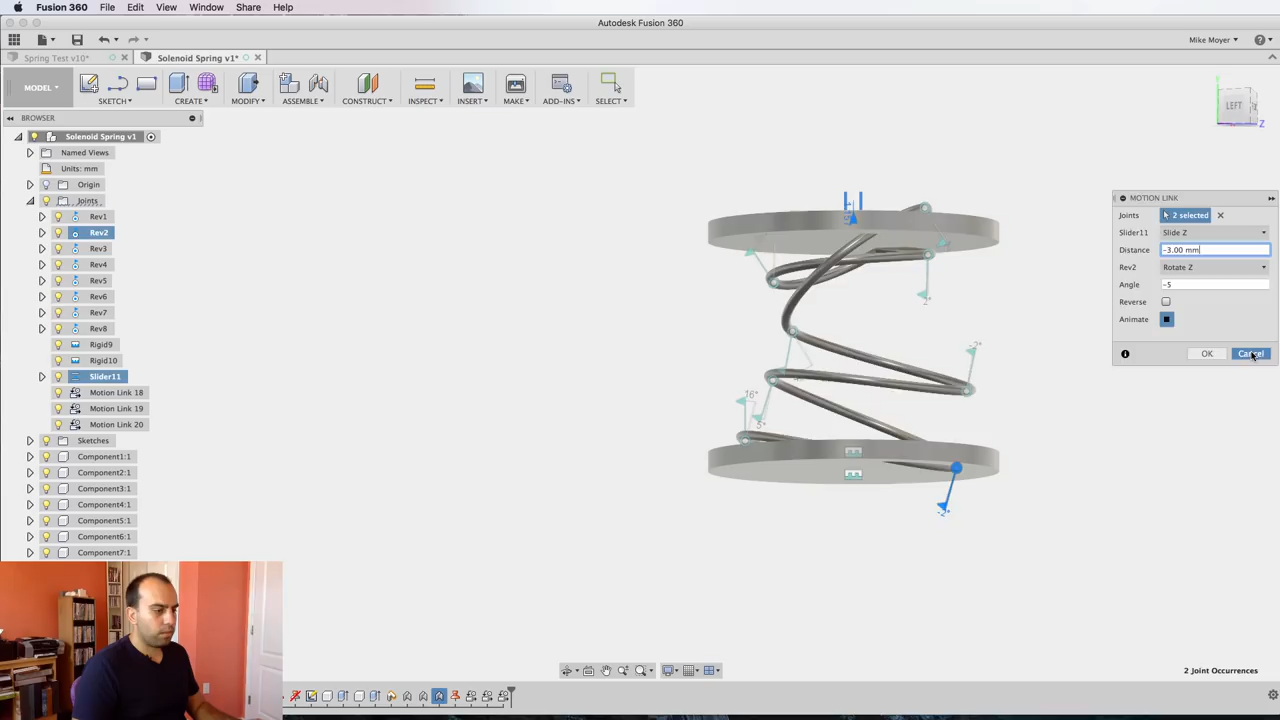 Fusion 360 File Edit View Window Share Help
Autodesk Fusion 360
Mike Moyer
Spring Test v10* Solenoid Spring v1*
MODEL SKETCH CREATE MODIFY ASSEMBLE CONSTRUCT INSPECT INSERT MAKE ADD-INS SELECT
BROWSER
Solenoid Spring v1
Named Views
Units: mm
Origin
Joints
Rev1
Rev2
Rev3
Rev4
Rev5
Rev6
Rev7
Rev8
Rigid9
Rigid10
Slider11
Motion Link 18
Motion Link 19
Motion Link 20
Sketches
Component1:1
Component2:1
Component3:1
Component4:1
Component5:1
Component6:1
Component7:1
LEFT
Z
2°
-2°
16°
5°
-2°
MOTION LINK
Joints 2 selected
Slider11 Slide Z
Distance -3.00 mm
Rev2 Rotate Z
Angle -5
Reverse
Animate
OK Cancel
2 Joint Occurrences